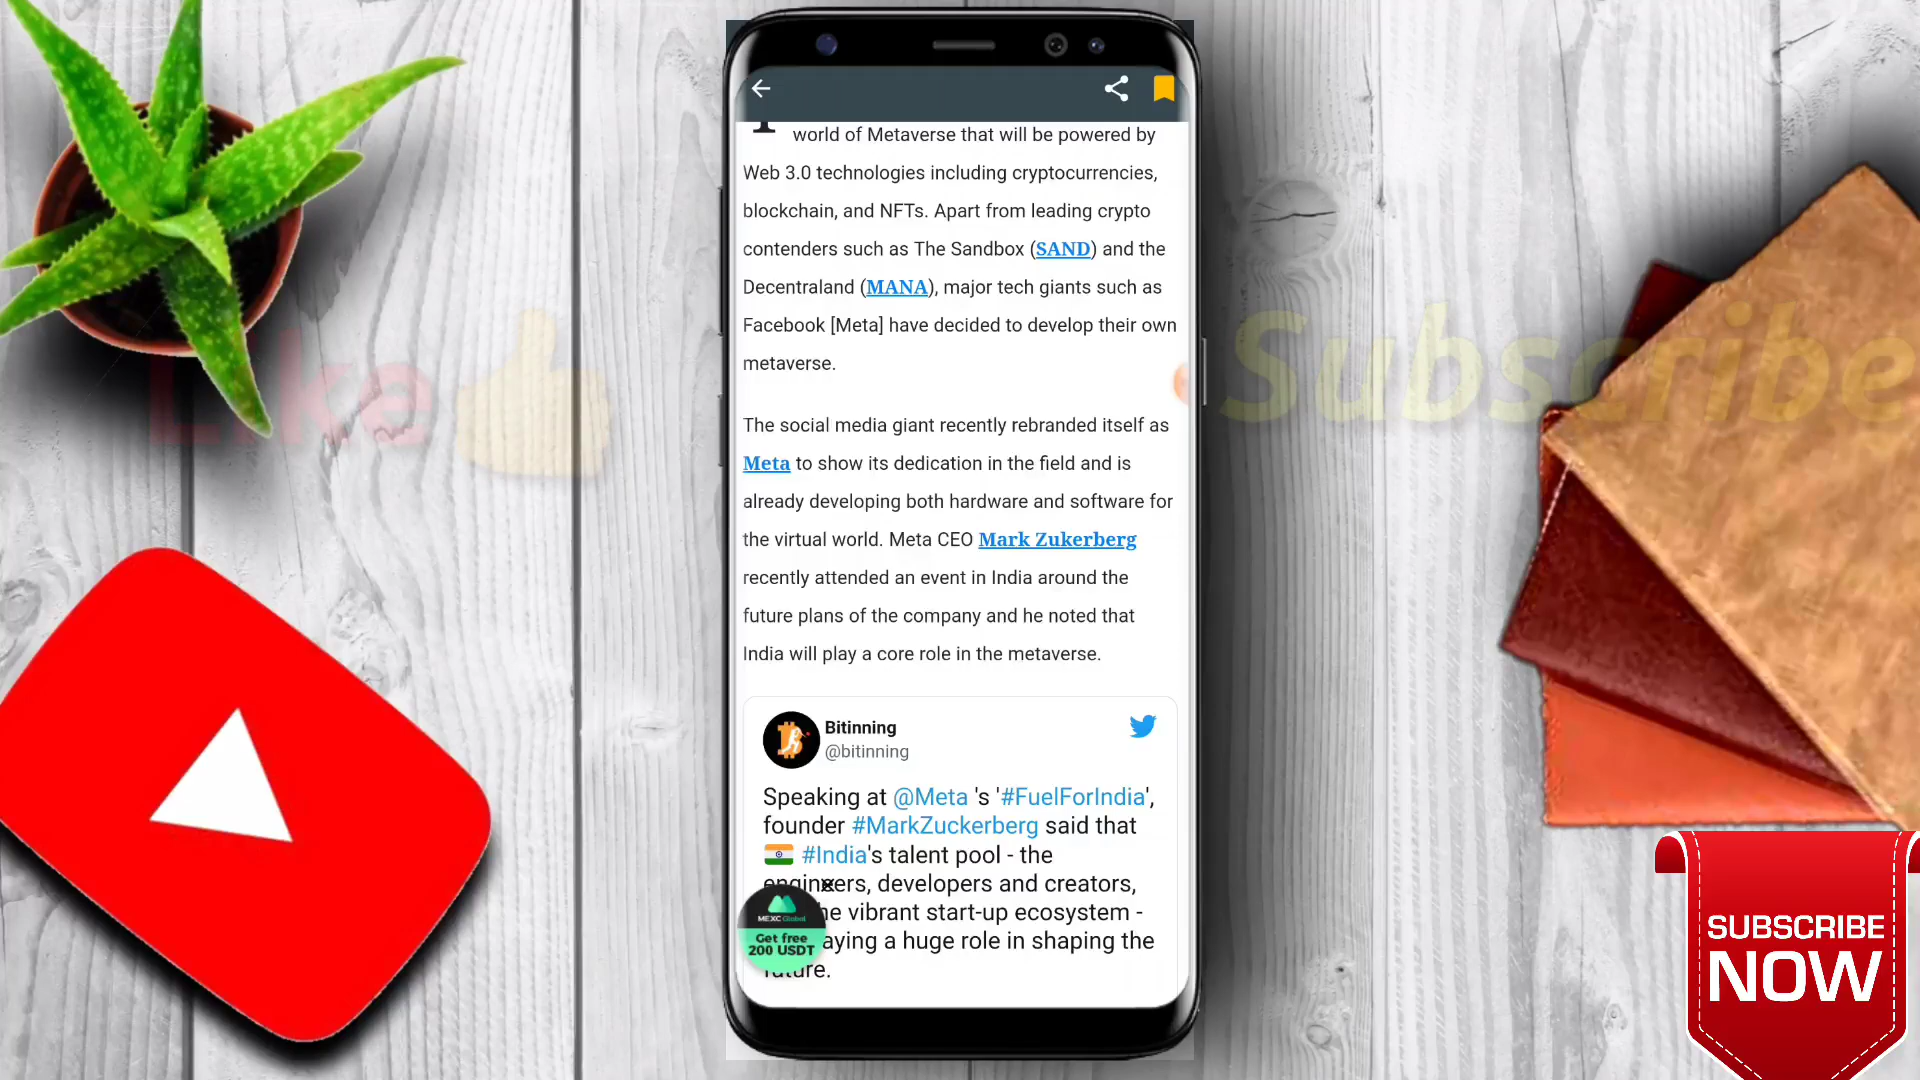 world of Metaverse that will be powered by
Web 3.0 technologies including cryptocurrencies,
blockchain, and NFTs. Apart from leading crypto
contenders such as The Sandbox (SAND) and the
Decentraland (MANA), major tech giants such as
Facebook [Meta] have decided to develop their own
metaverse.
The social media giant recently rebranded itself as
Meta to show its dedication in the field and is
already developing both hardware and software for
the virtual world. Meta CEO Mark Zukerberg
recently attended an event in India around the
future plans of the company and he noted that
India will play a core role in the metaverse.
Bitinning
@bitinning
Speaking at @Meta 's '#FuelForIndia',
founder #MarkZuckerberg said that
#India's talent pool - the
engineers, developers and creators,
he vibrant start-up ecosystem -
aying a huge role in shaping the
future.
MEXC Global
Get free
200 USDT
Like
Subscribe
SUBSCRIBE
NOW